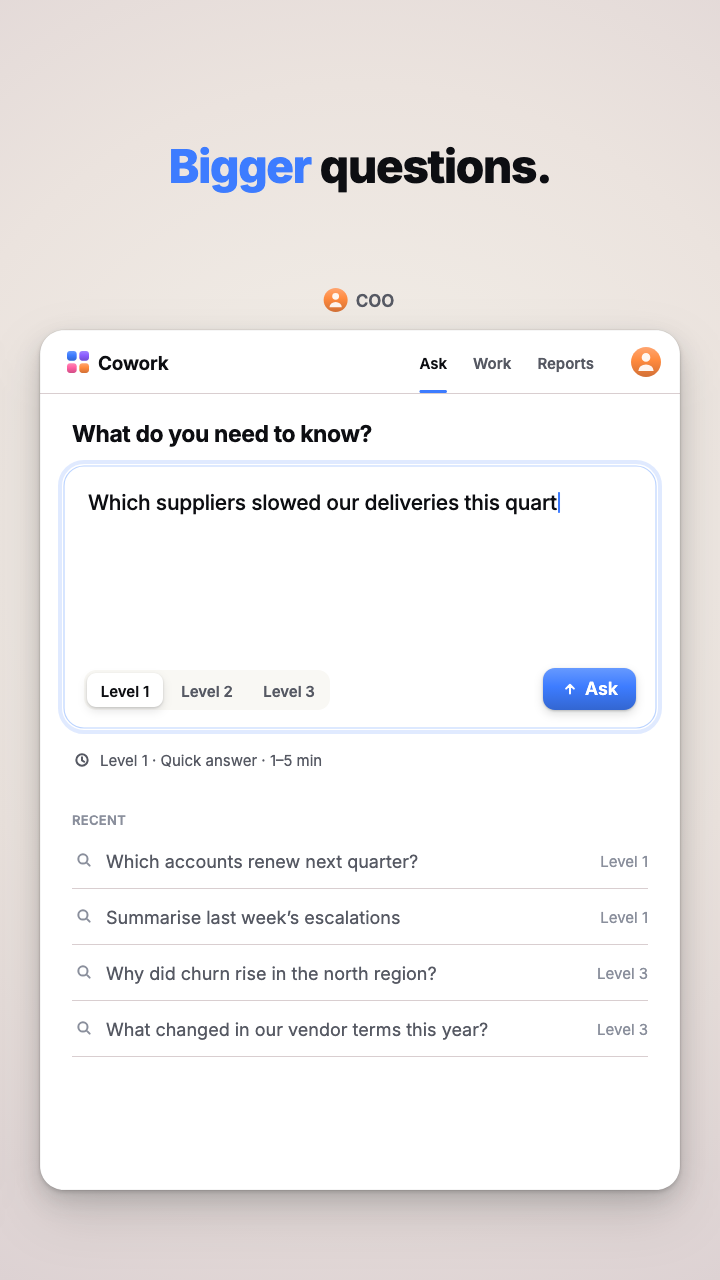 Bigger questions.
COO
Cowork
Ask Work Reports
What do you need to know?
Which suppliers slowed our deliveries this quart
Level 1 Level 2 Level 3 Ask
Level 1 · Quick answer · 1–5 min
RECENT
Which accounts renew next quarter? Level 1
Summarise last week’s escalations Level 1
Why did churn rise in the north region? Level 3
What changed in our vendor terms this year? Level 3